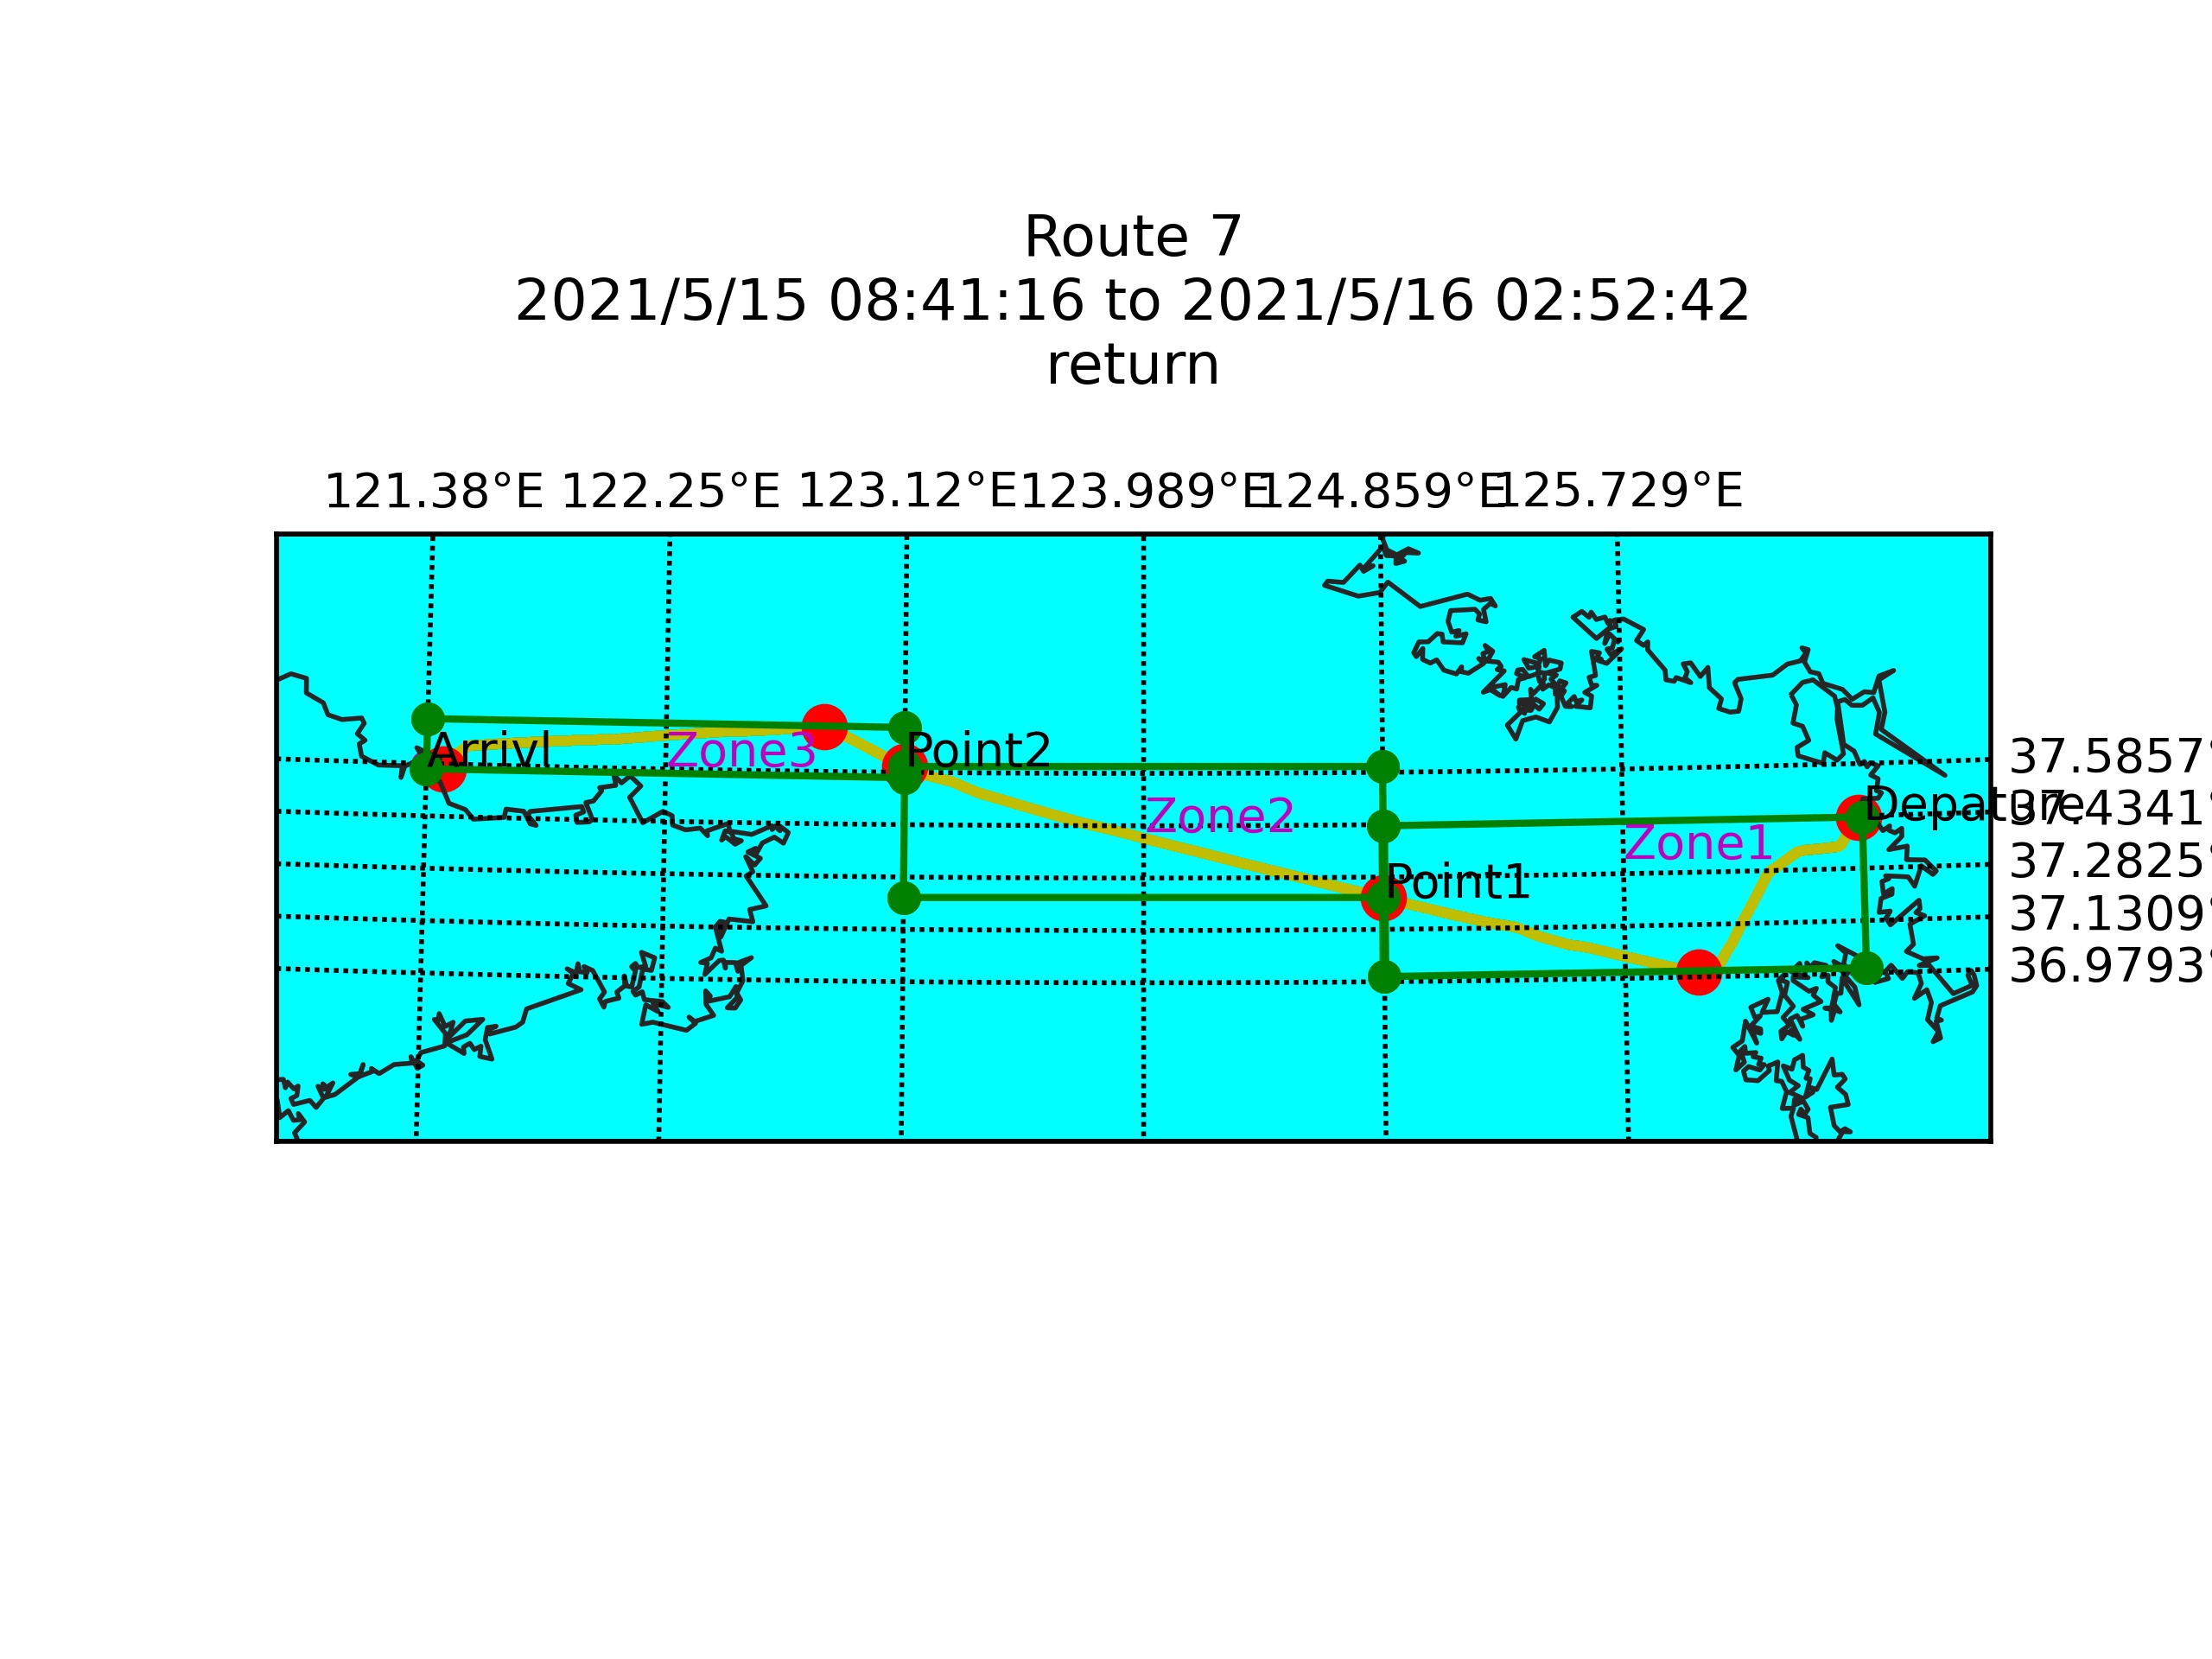 Route 7
2021/5/15 08:41:16 to 2021/5/16 02:52:42
return
121.38°E 122.25°E 123.12°E 123.989°E 124.859°E 125.729°E
Arrivl
Zone3
Point2
Zone2
Point1
Zone1
Depature
37.5857°
37.4341°
37.2825°
37.1309°
36.9793°